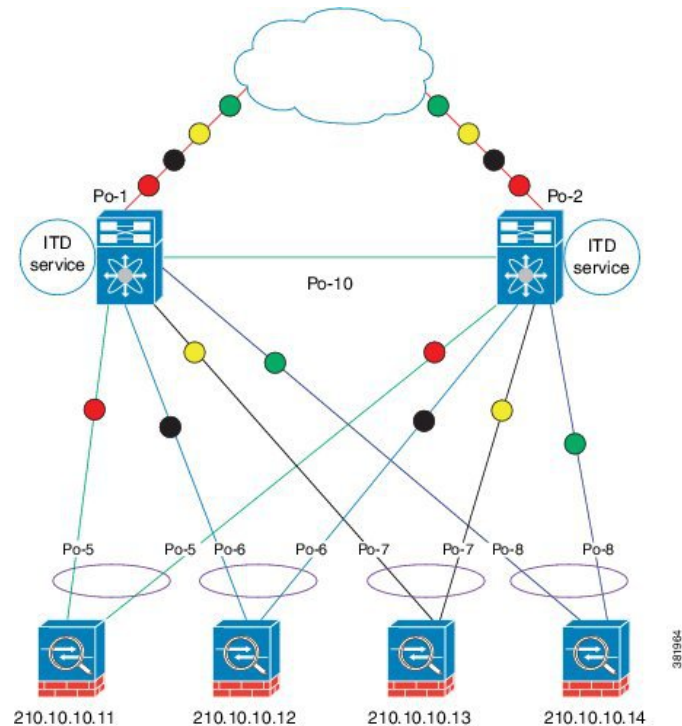 Po-1
Po-2
ITD
service
ITD
service
Po-10
Po-5
Po-5
Po-6
Po-6
Po-7
Po-7
Po-8
Po-8
210.10.10.11
210.10.10.12
210.10.10.13
210.10.10.14
381964